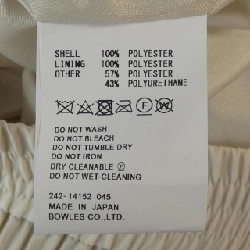 SHELL 100% POLYESTER
LINING 100% POLYESTER
OTHER 57% POLYESTER
43% POLYURETHANE
DO NOT WASH
DO NOT BLEACH
DO NOT TUMBLE DRY
DO NOT IRON
DRY CLEANABLE Ⓟ
DO NOT WET-CLEANING
242-14152 045
MADE IN JAPAN
BOWLES CO.,LTD.